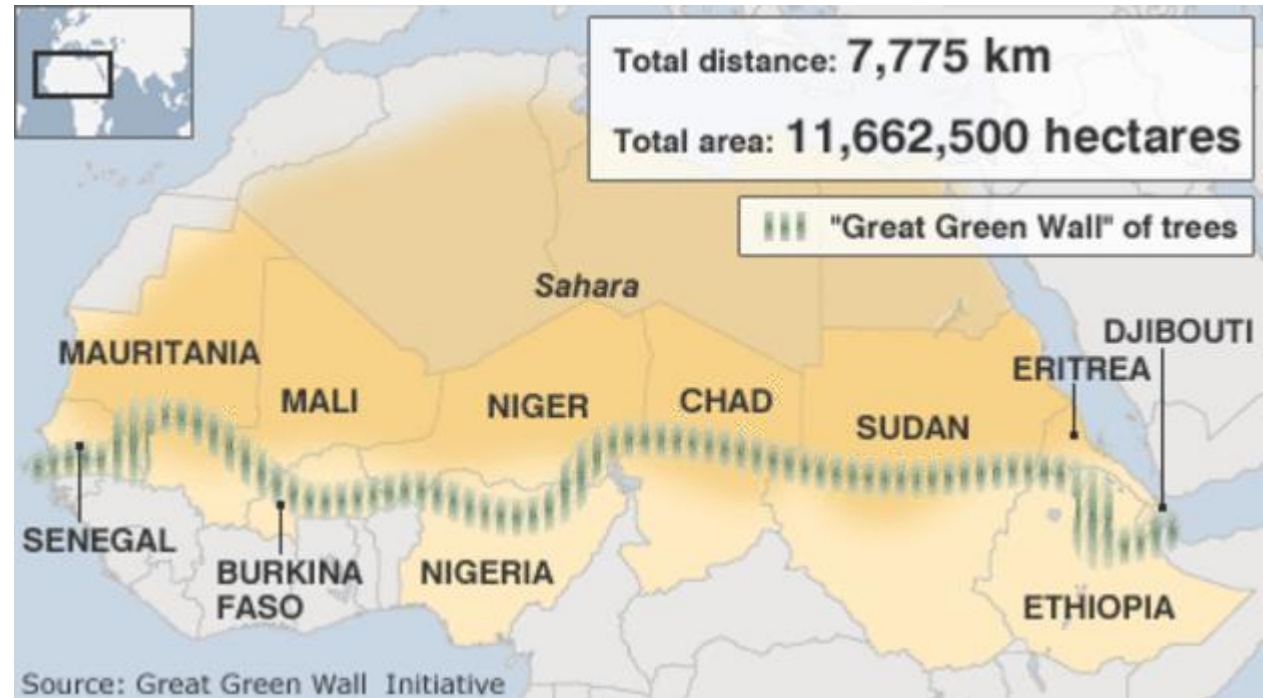 Total distance: 7,775 km
Total area: 11,662,500 hectares
"Great Green Wall" of trees
Sahara
DJIBOUTI
ERITREA
MAURITANIA
MALI
NIGER
CHAD
SUDAN
SENEGAL
BURKINA
FASO
NIGERIA
ETHIOPIA
Source: Great Green Wall Initiative